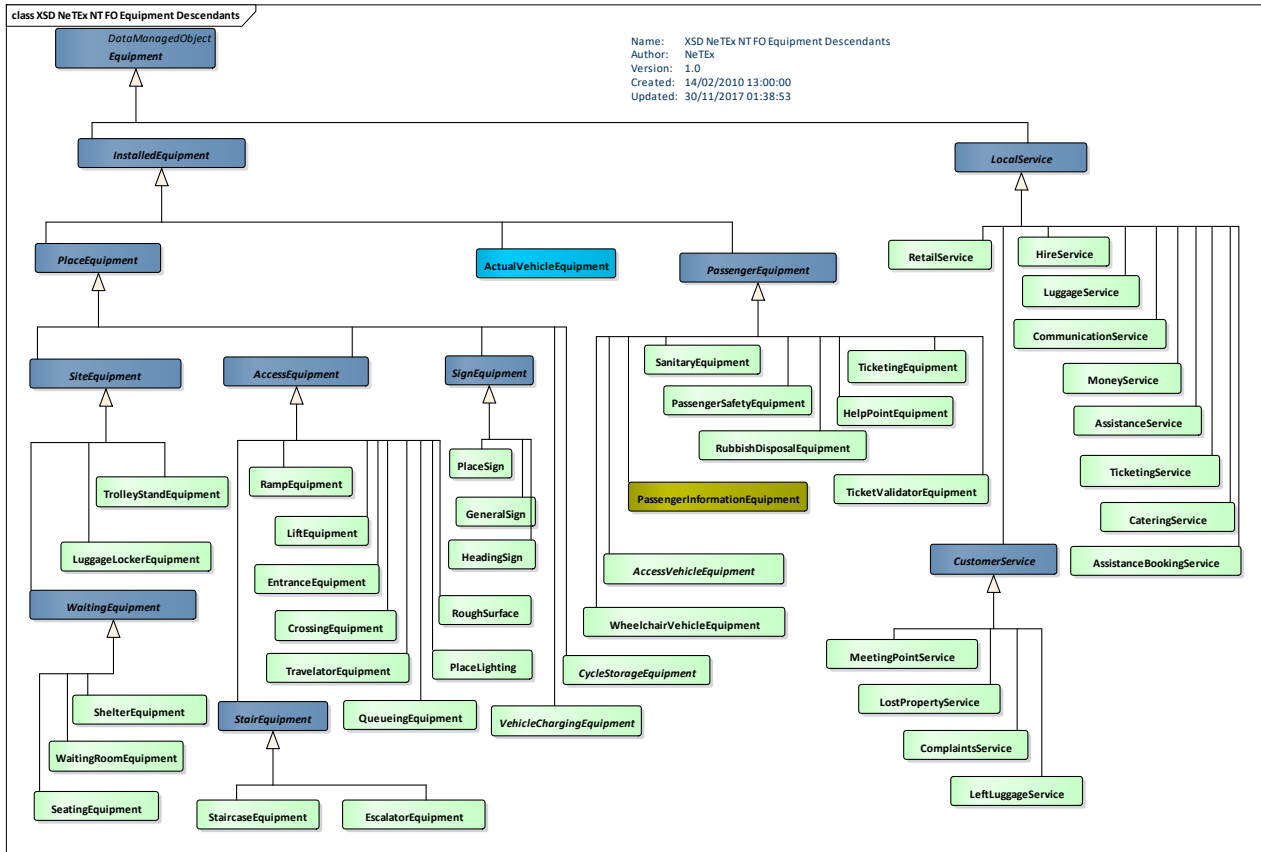 class XSD NeTEx NT FO Equipment Descendants
DataManagedObject
Equipment
Name: XSD NeTEx NT FO Equipment Descendants
Author: NeTEx
Version: 1.0
Created: 14/02/2010 13:00:00
Updated: 30/11/2017 01:38:53
InstalledEquipment
LocalService
PlaceEquipment
ActualVehicleEquipment
PassengerEquipment
RetailService
HireService
LuggageService
CommunicationService
SiteEquipment
AccessEquipment
SignEquipment
SanitaryEquipment
TicketingEquipment
MoneyService
PassengerSafetyEquipment
HelpPointEquipment
AssistanceService
RubbishDisposalEquipment
PlaceSign
TicketingService
TrolleyStandEquipment
RampEquipment
PassengerInformationEquipment
TicketValidatorEquipment
GeneralSign
CateringService
LiftEquipment
LuggageLockerEquipment
HeadingSign
CustomerService
AssistanceBookingService
EntranceEquipment
AccessVehicleEquipment
WaitingEquipment
RoughSurface
CrossingEquipment
WheelchairVehicleEquipment
TravelatorEquipment
PlaceLighting
CycleStorageEquipment
MeetingPointService
ShelterEquipment
StairEquipment
QueueingEquipment
VehicleChargingEquipment
LostPropertyService
WaitingRoomEquipment
ComplaintsService
SeatingEquipment
StaircaseEquipment
EscalatorEquipment
LeftLuggageService